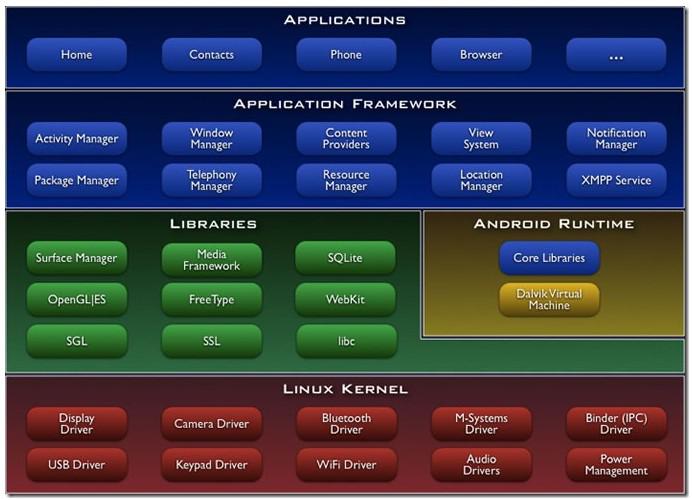 APPLICATIONS
Home
Contacts
Phone
Browser
...
APPLICATION FRAMEWORK
Activity Manager
Window
Manager
Content
Providers
View
System
Notification
Manager
Package Manager
Telephony
Manager
Resource
Manager
Location
Manager
XMPP Service
LIBRARIES
Surface Manager
Media
Framework
SQLite
OpenGL|ES
FreeType
WebKit
SGL
SSL
libc
ANDROID RUNTIME
Core Libraries
Dalvik Virtual
Machine
LINUX KERNEL
Display
Driver
Camera Driver
Bluetooth
Driver
M-Systems
Driver
Binder (IPC)
Driver
USB Driver
Keypad Driver
WiFi Driver
Audio
Drivers
Power
Management